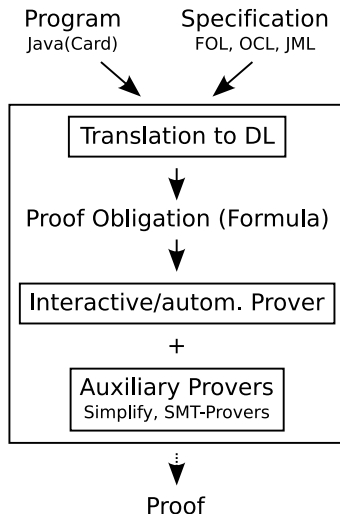 Program
Java(Card)
Specification
FOL, OCL, JML
Translation to DL
Proof Obligation (Formula)
Interactive/autom. Prover
+
Auxiliary Provers
Simplify, SMT-Provers
Proof